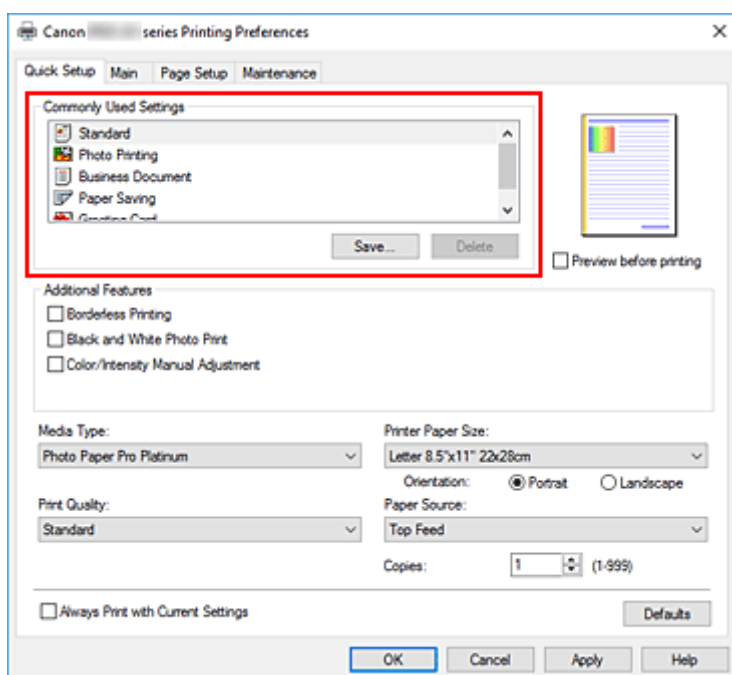 Canon series Printing Preferences
Quick Setup Main Page Setup Maintenance
Commonly Used Settings
Standard
Photo Printing
Business Document
Paper Saving
Greeting Card
Save... Delete
Preview before printing
Additional Features
Borderless Printing
Black and White Photo Print
Color/Intensity Manual Adjustment
Media Type: Printer Paper Size:
Photo Paper Pro Platinum Letter 8.5"x11" 22x28cm
Orientation: Portrait Landscape
Print Quality: Paper Source:
Standard Top Feed
Copies: 1 (1-999)
Always Print with Current Settings Defaults
OK Cancel Apply Help